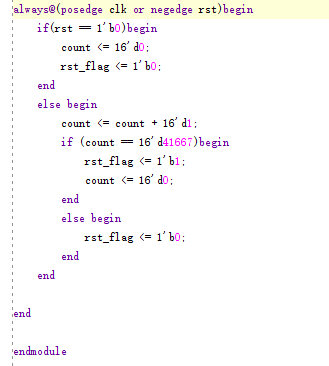 always@(posedge clk or negedge rst)begin
if(rst == 1'b0)begin
count <= 16'd0;
rst_flag <= 1'b0;
end
else begin
count <= count + 16'd1;
if (count == 16'd41667)begin
rst_flag <= 1'b1;
count <= 16'd0;
end
else begin
rst_flag <= 1'b0;
end
end
end
endmodule